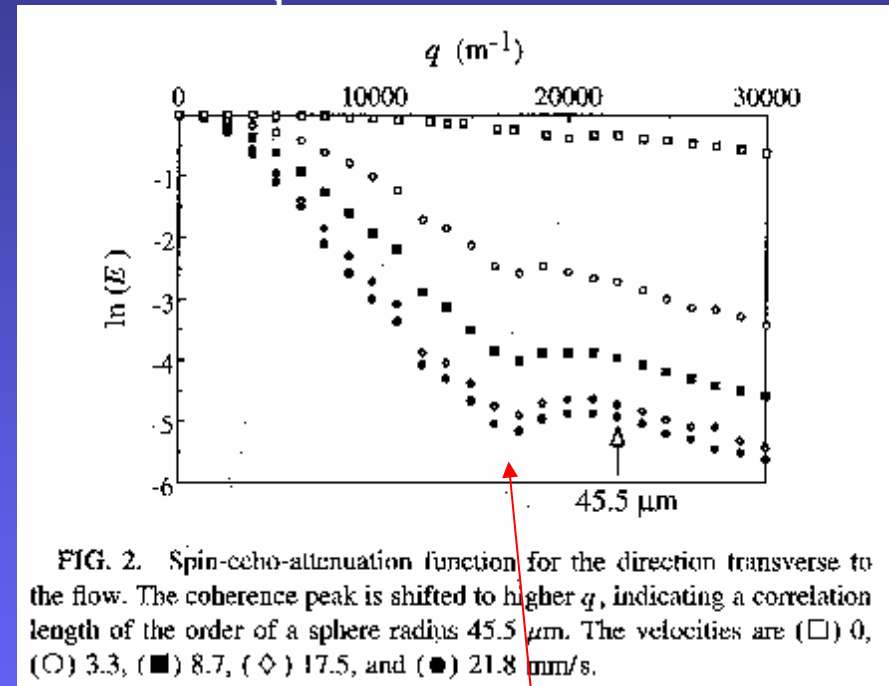 q (m⁻¹)
0 10000 20000 30000
-1
-2
ln (E)
-3
-4
-5
-6
45.5 μm
FIG. 2. Spin-echo-attenuation function for the direction transverse to
the flow. The coherence peak is shifted to higher q, indicating a correlation
length of the order of a sphere radius 45.5 μm. The velocities are (□) 0,
(○) 3.3, (■) 8.7, (◇) 17.5, and (●) 21.8 mm/s.